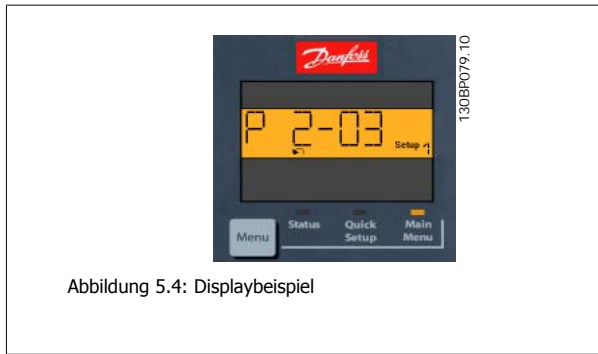 Danfoss
130BP079.10
P 2-03
Setup 1
Menu
Status
Quick Setup
Main Menu
Abbildung 5.4: Displaybeispiel